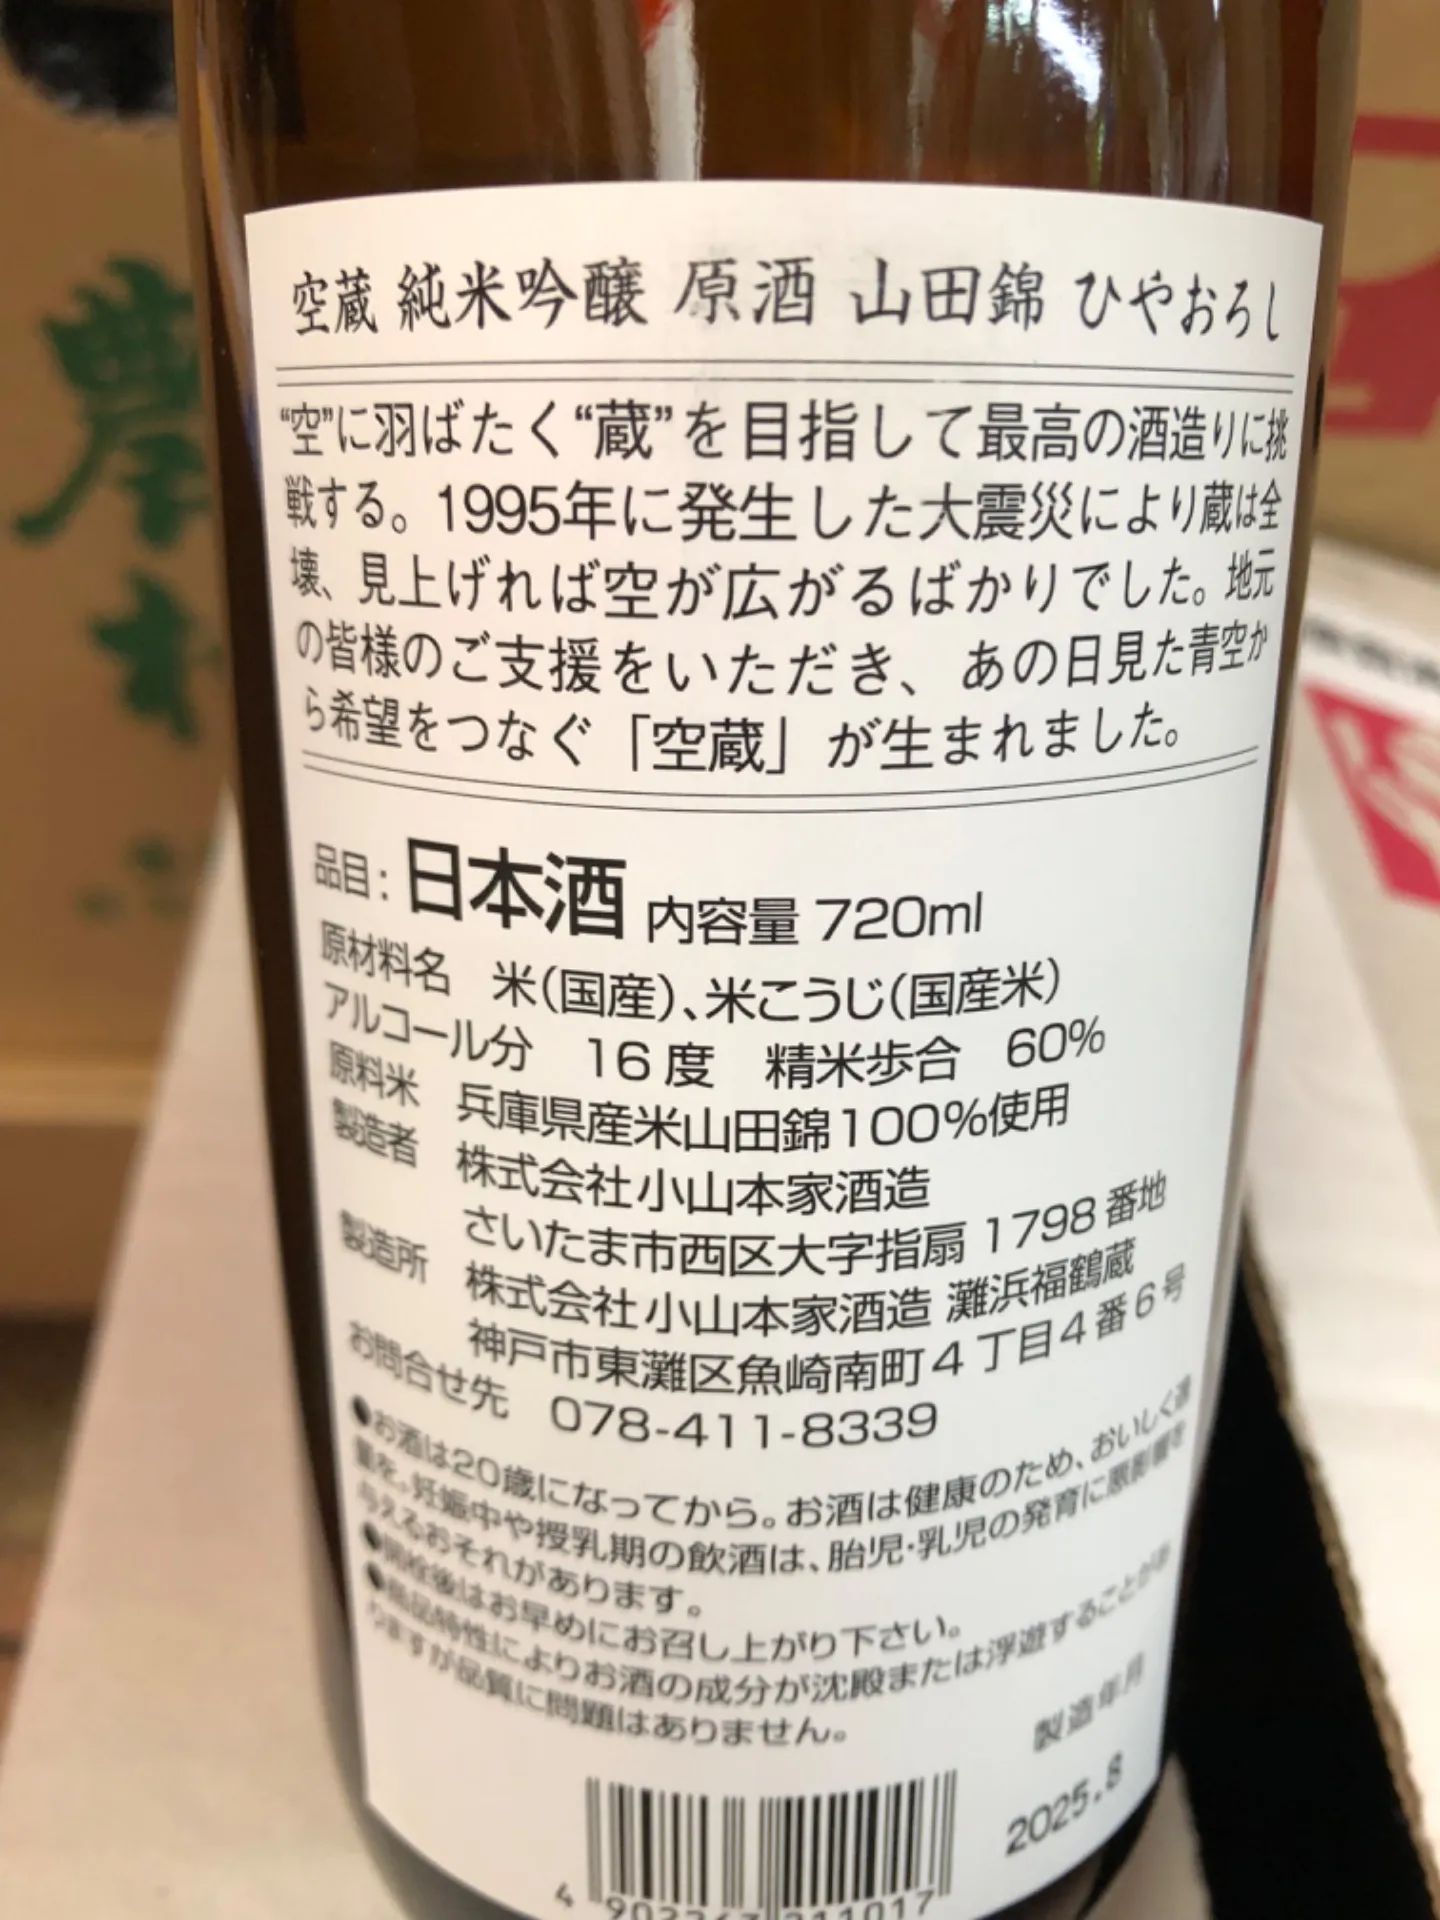 空蔵 純米吟醸 原酒 山田錦 ひやおろし
“空”に羽ばたく“蔵”を目指して最高の酒造りに挑
戦する。1995年に発生した大震災により蔵は全
壊、見上げれば空が広がるばかりでした。地元
の皆様のご支援をいただき、あの日見た青空か
ら希望をつなぐ「空蔵」が生まれました。
品目：日本酒 内容量 720ml
原材料名 米（国産）、米こうじ（国産米）
アルコール分 16度 精米歩合 60%
原料米 兵庫県産米山田錦100%使用
製造者 株式会社小山本家酒造
さいたま市西区大字指扇 1798番地
製造所 株式会社小山本家酒造 灘浜福鶴蔵
神戸市東灘区魚崎南町4丁目4番6号
お問合せ先 078-411-8339
●お酒は20歳になってから。お酒は健康のため、おいしく適
量を。妊娠中や授乳期の飲酒は、胎児・乳児の発育に悪影響を
与えるおそれがあります。
●開栓後はお早めにお召し上がり下さい。
●商品特性によりお酒の成分が沈殿または浮遊することがあ
りますが品質に問題はありません。
製造年月
2025.8